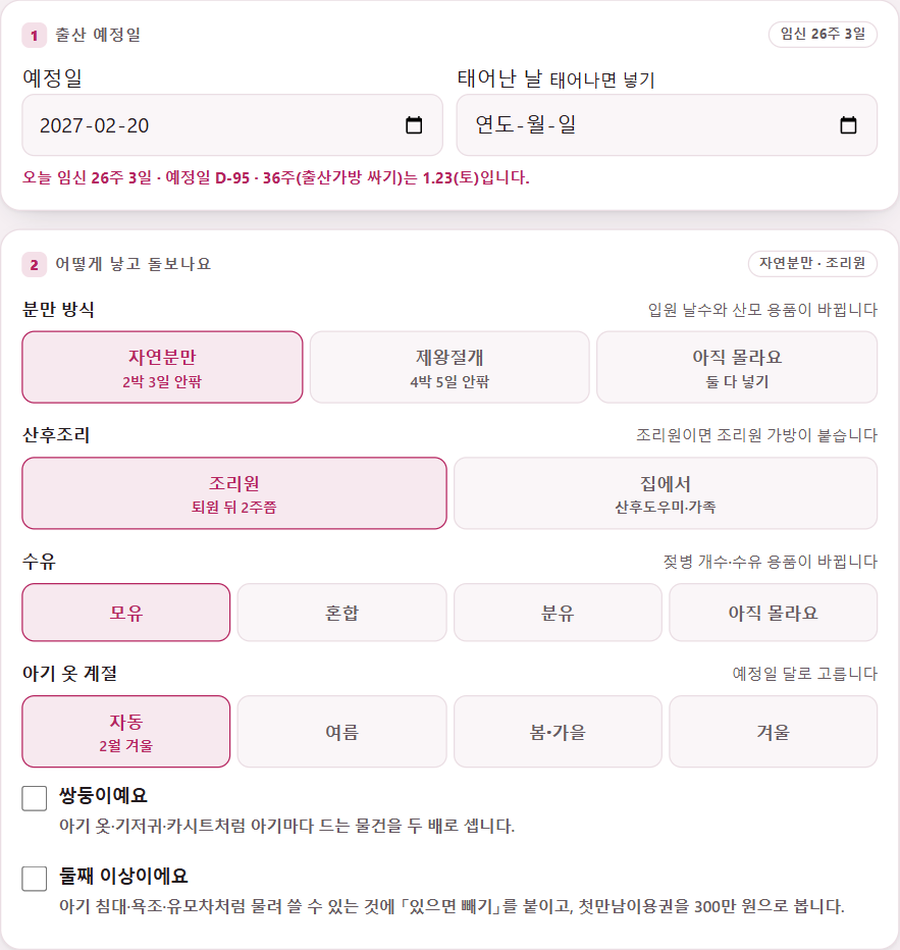 1 출산 예정일 임신 26주 3일
예정일 태어난 날 태어나면 넣기
2027-02-20 연도-월-일
오늘 임신 26주 3일 · 예정일 D-95 · 36주(출산가방 싸기)는 1.23(토)입니다.
2 어떻게 낳고 돌보나요 자연분만 · 조리원
분만 방식 입원 날수와 산모 용품이 바뀝니다
자연분만 제왕절개 아직 몰라요
2박 3일 안팎 4박 5일 안팎 둘 다 넣기
산후조리 조리원이면 조리원 가방이 붙습니다
조리원 집에서
퇴원 뒤 2주쯤 산후도우미·가족
수유 젖병 개수·수유 용품이 바뀝니다
모유 혼합 분유 아직 몰라요
아기 옷 계절 예정일 달로 고릅니다
자동 여름 봄·가을 겨울
2월 겨울
쌍둥이예요
아기 옷·기저귀·카시트처럼 아기마다 드는 물건을 두 배로 셉니다.
둘째 이상이에요
아기 침대·욕조·유모차처럼 물려 쓸 수 있는 것에 「있으면 빼기」를 붙이고, 첫만남이용권을 300만 원으로 봅니다.